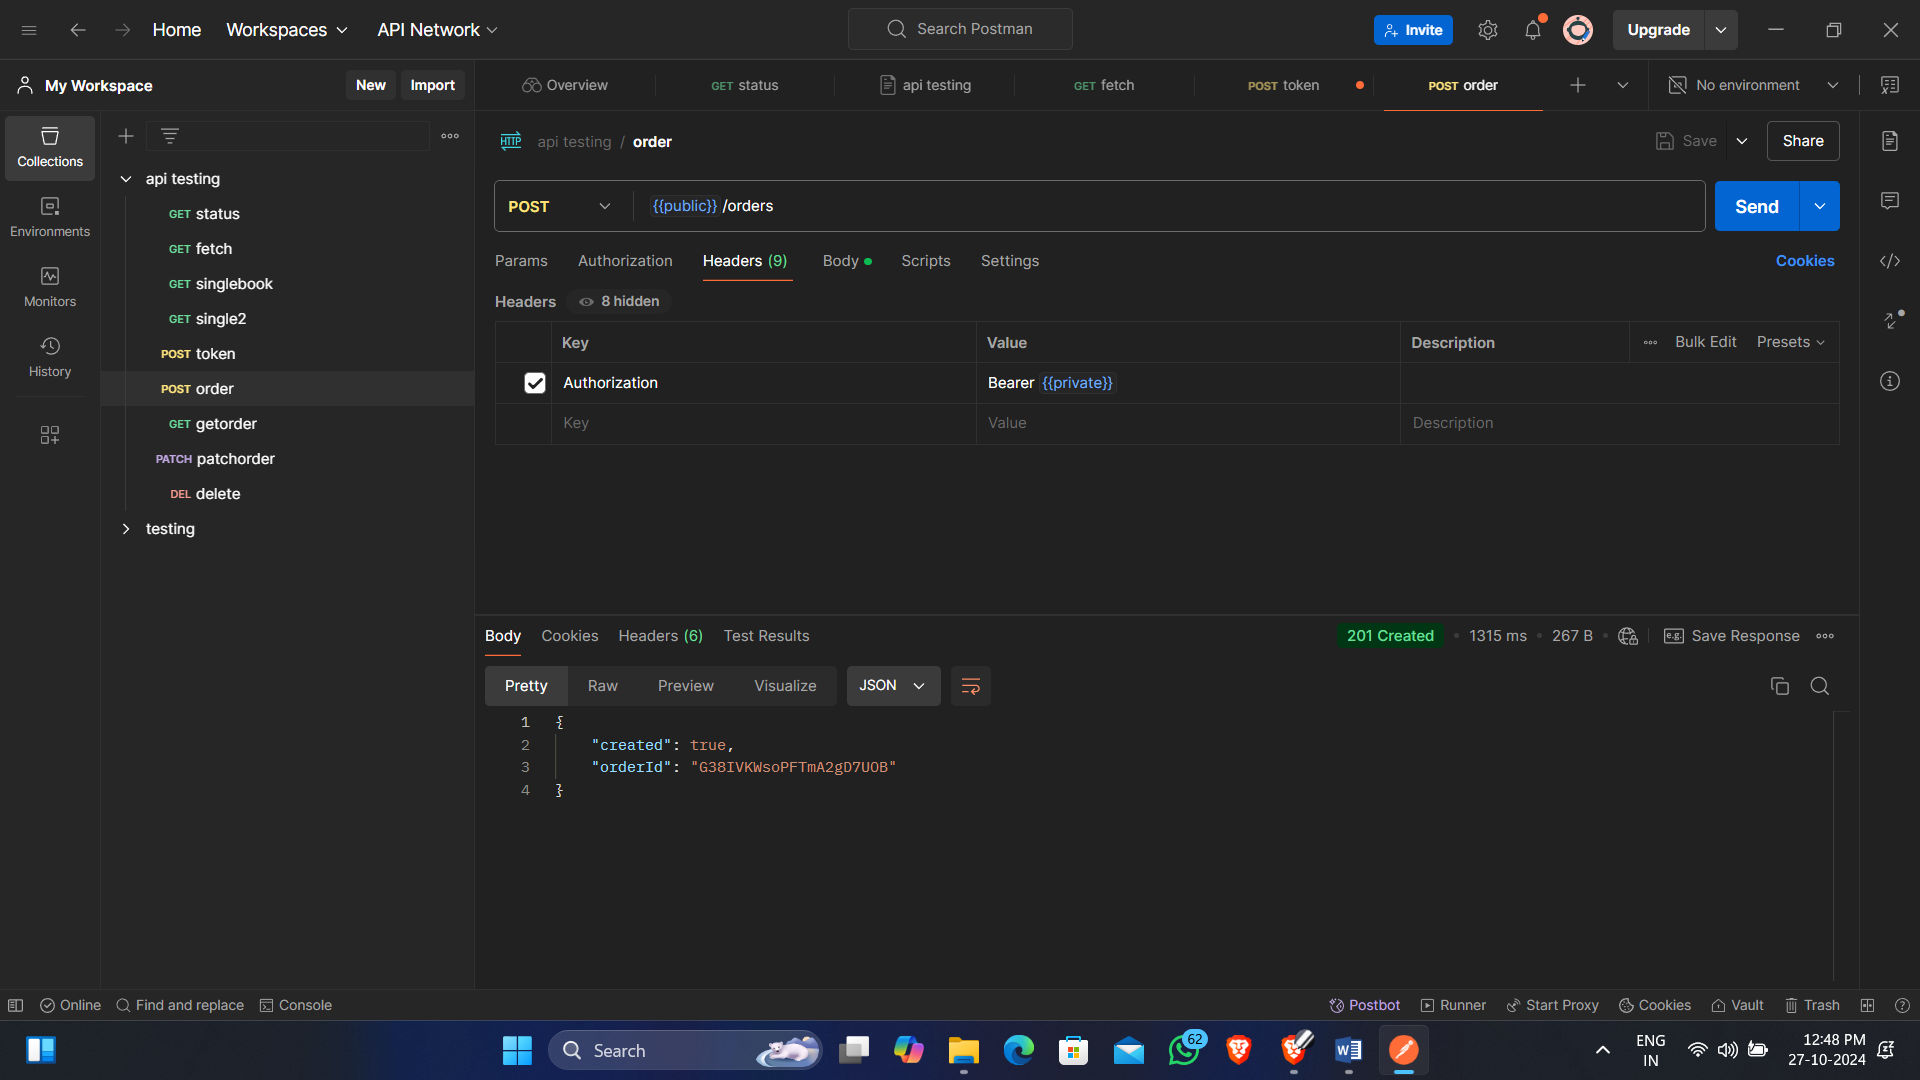 Home Workspaces API Network Search Postman Invite Upgrade
My Workspace New Import Overview GET status api testing GET fetch POST token POST order No environment
Collections
Environments
Monitors
History
api testing
GET status
GET fetch
GET singlebook
GET single2
POST token
POST order
GET getorder
PATCH patchorder
DEL delete
testing
HTTP api testing / order Save Share
POST {{public}} /orders Send
Params Authorization Headers (9) Body Scripts Settings Cookies
Headers 8 hidden
Key Value Description Bulk Edit Presets
Authorization Bearer {{private}}
Key Value Description
Body Cookies Headers (6) Test Results 201 Created 1315 ms 267 B e.g. Save Response
Pretty Raw Preview Visualize JSON
1 {
2 "created": true,
3 "orderId": "G38IVKWsoPFTmA2gD7UOB"
4 }
Online Find and replace Console Postbot Runner Start Proxy Cookies Vault Trash
Search 62 W ENG 12:48 PM
IN 27-10-2024